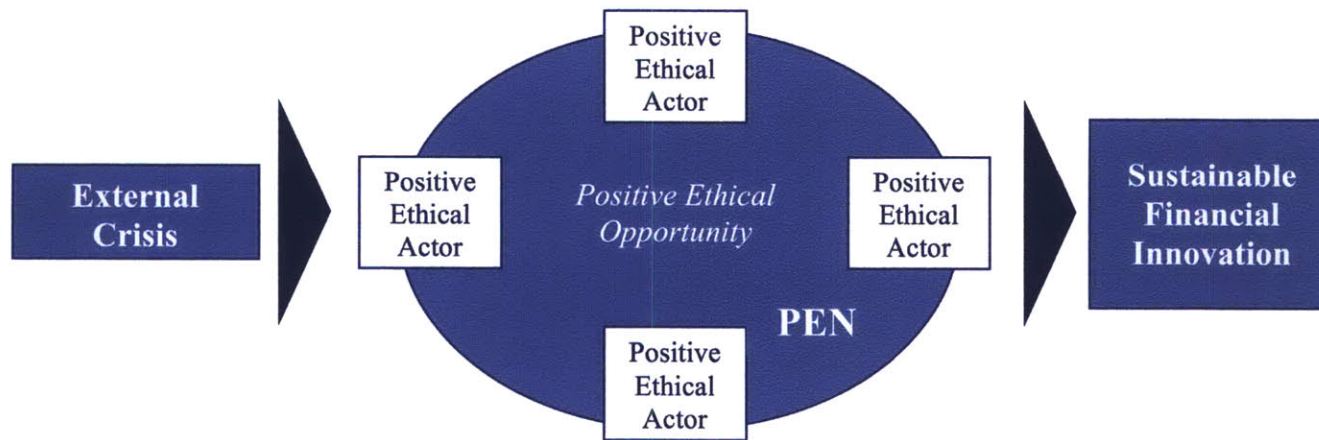 External
Crisis
Positive
Ethical
Actor
Positive
Ethical
Actor
Positive Ethical
Opportunity
Positive
Ethical
Actor
PEN
Positive
Ethical
Actor
Sustainable
Financial
Innovation